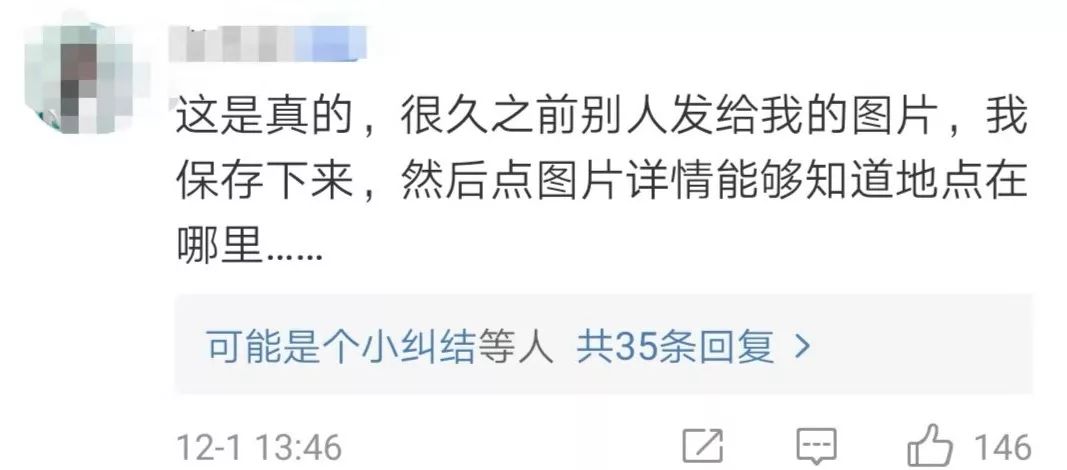 这是真的，很久之前别人发给我的图片，我
保存下来，然后点图片详情能够知道地点在
哪里……
可能是个小纠结等人 共35条回复 >
12-1 13:46
146